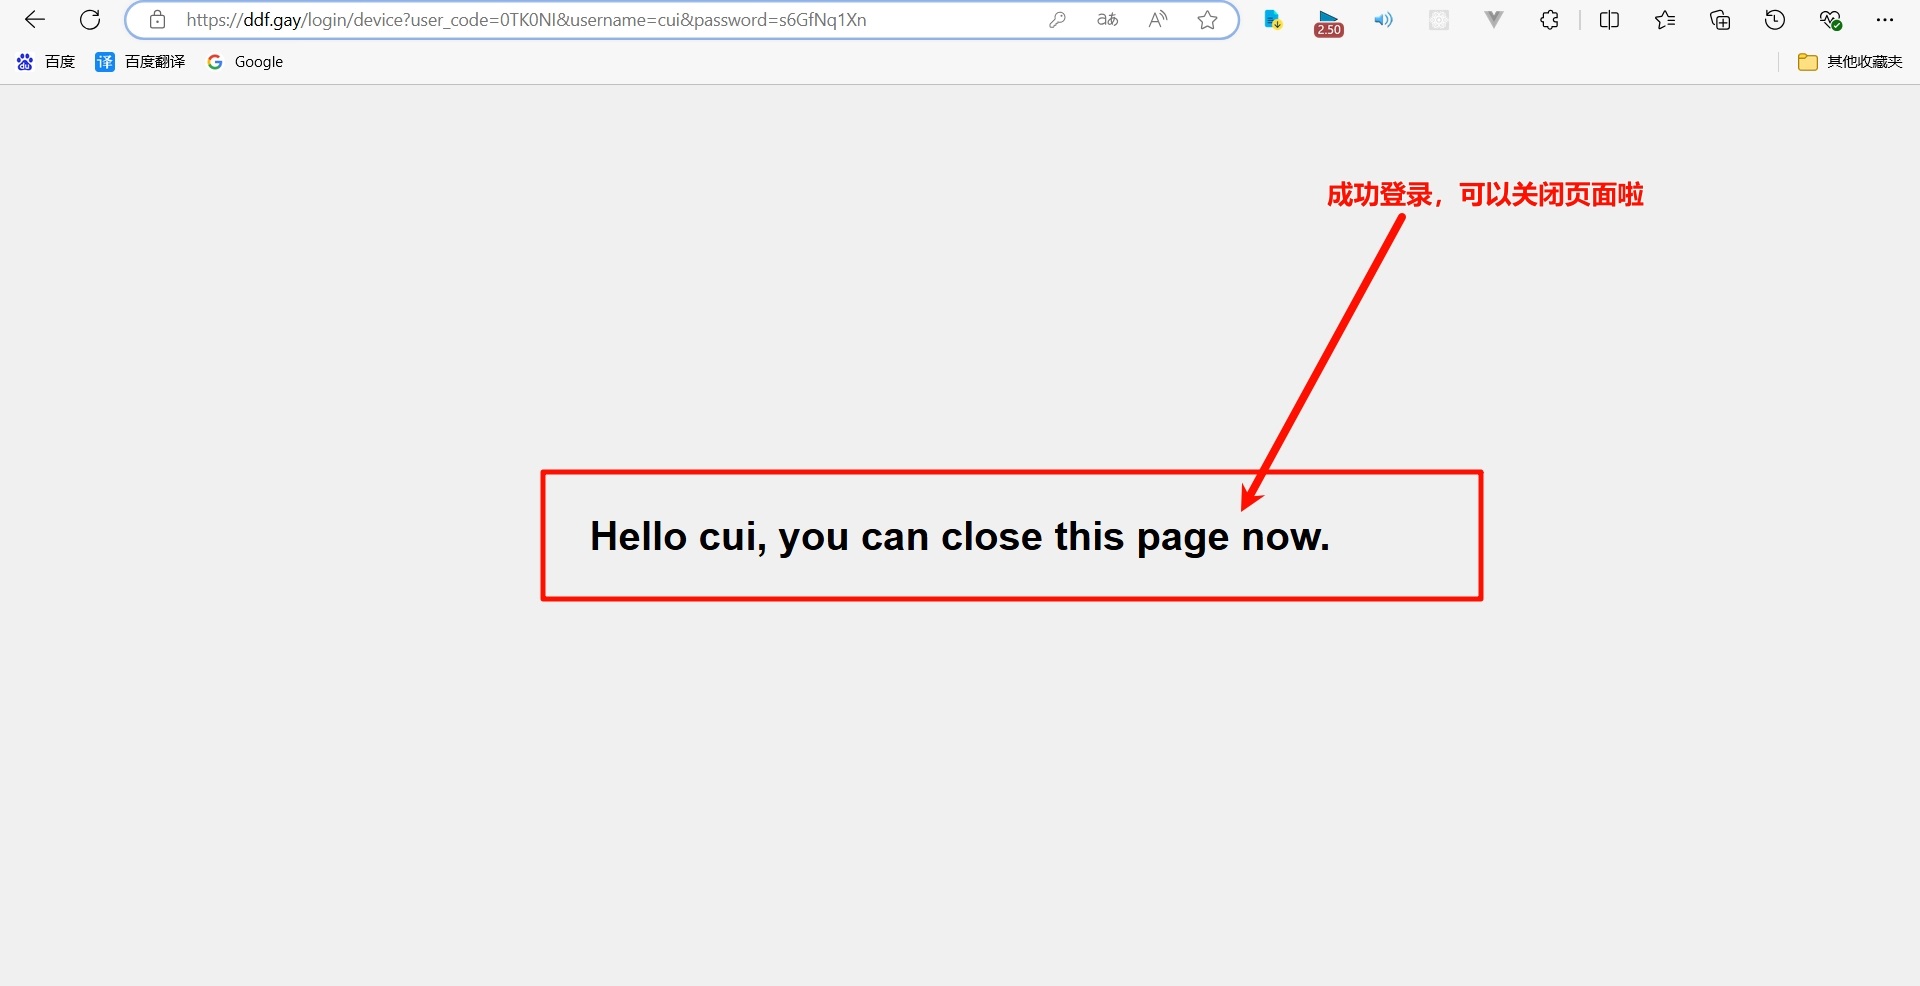 https://ddf.gay/login/device?user_code=0TK0NI&username=cui&password=s6GfNq1Xn
aあ
A
2.50
百度
译
百度翻译
Google
其他收藏夹
成功登录，可以关闭页面啦
Hello cui, you can close this page now.